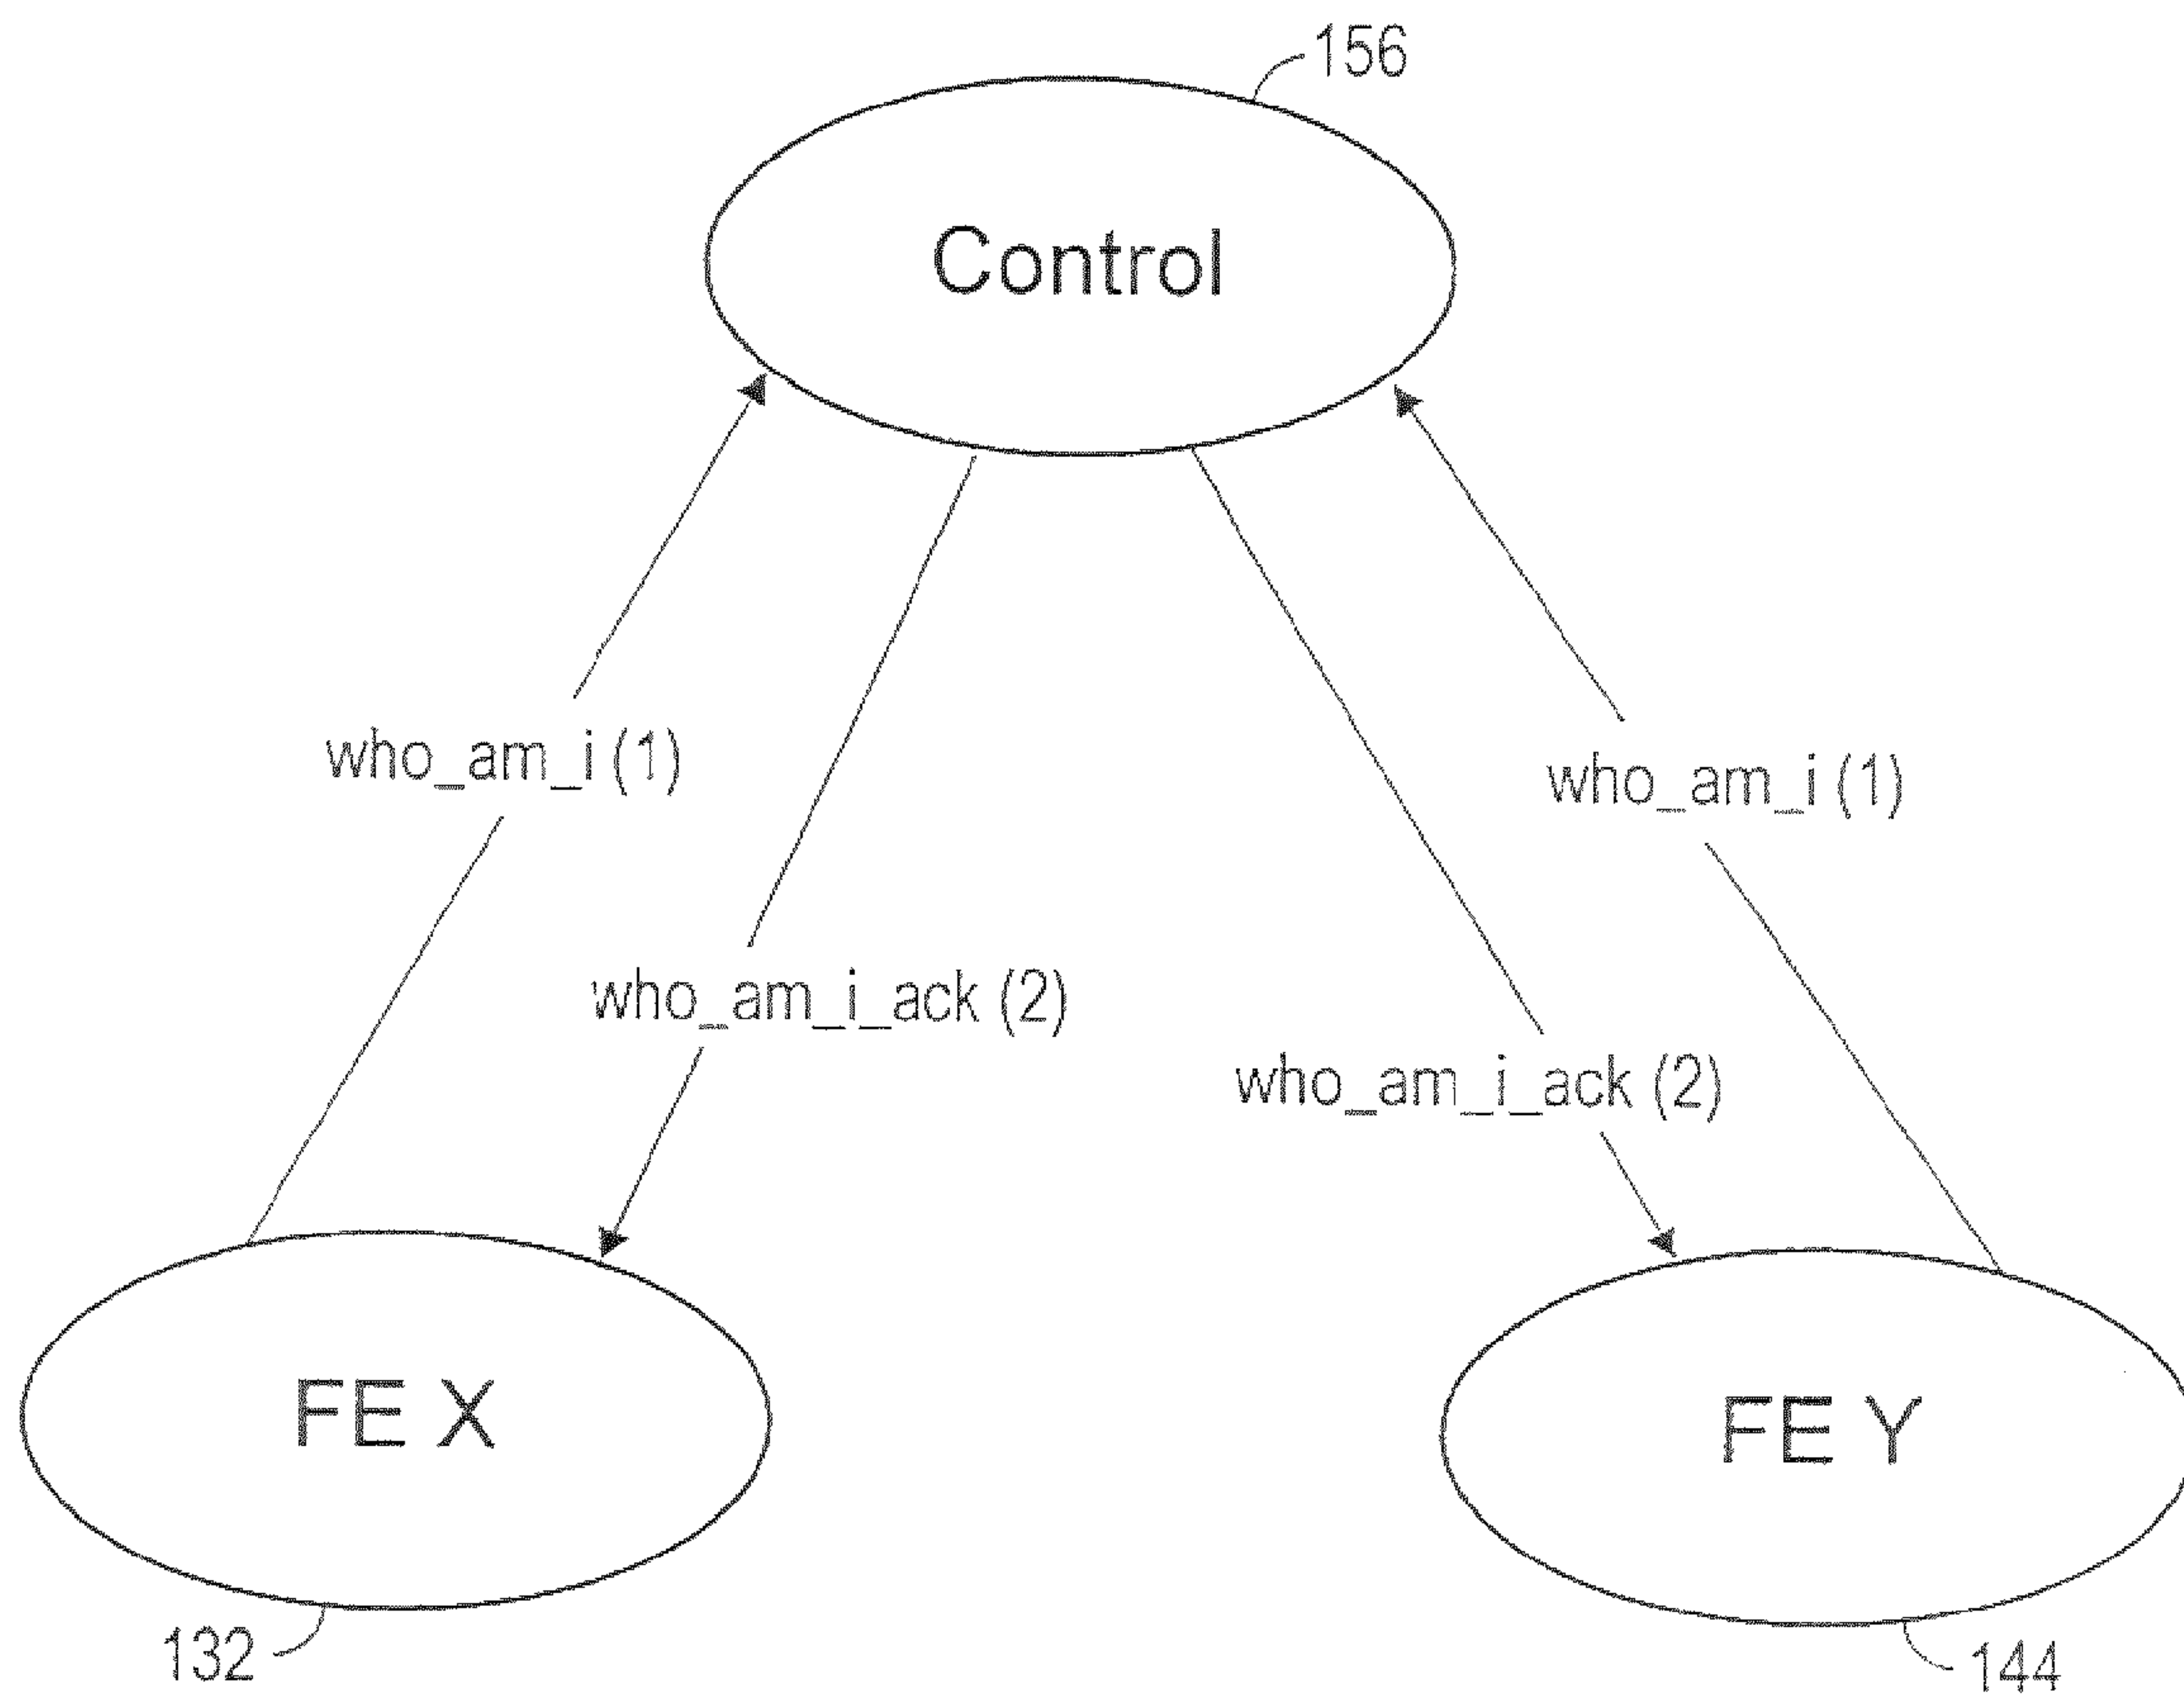 156
Control
who_am_i (1)
who_am_i (1)
who_am_i_ack (2)
who_am_i_ack (2)
FE X
FE Y
132
144